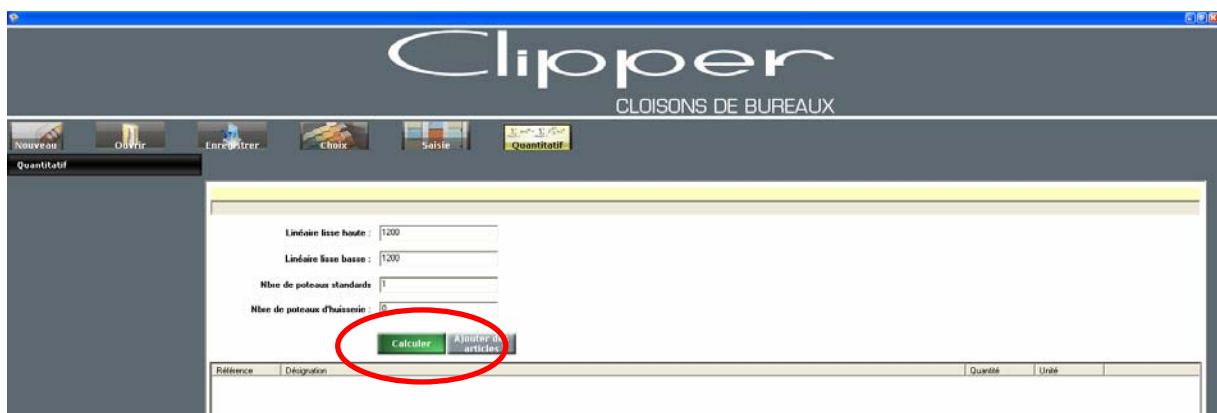 Clipper
CLOISONS DE BUREAUX
Nouveau Ouvrir Enregistrer Choix Saisie Quantitatif
Quantitatif
Linéaire lisse haute : 1200
Linéaire lisse basse : 1200
Nbre de poteaux standards 1
Nbre de poteaux d'huisserie : 0
Calculer Ajouter de
articles
Référence Désignation Quantité Unité